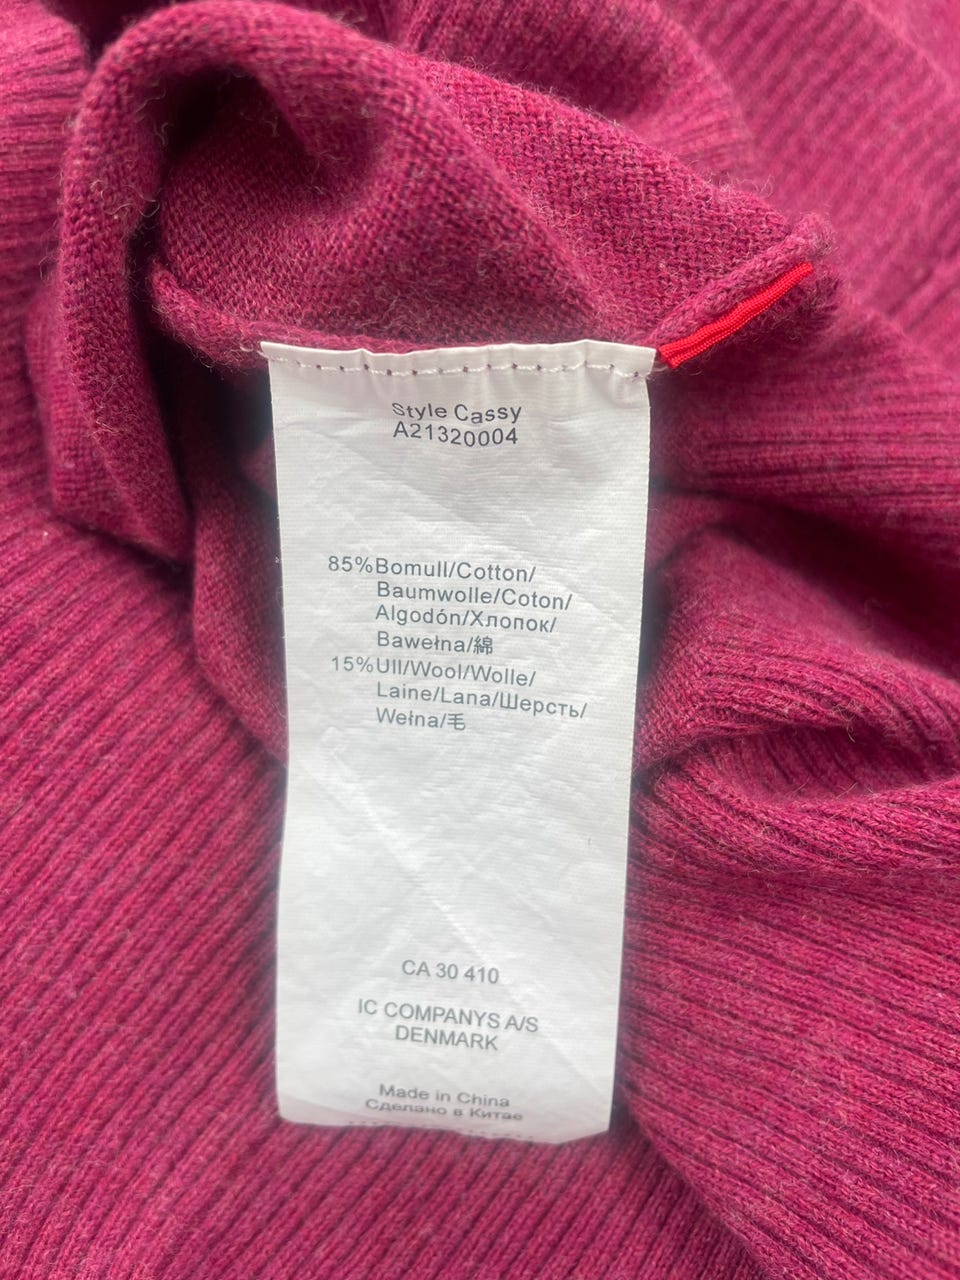 Style Cassy
A21320004
85%Bomull/Cotton/
Baumwolle/Coton/
Algodón/Хлопок/
Bawełna/綿
15%Ull/Wool/Wolle/
Laine/Lana/Шерсть/
Wełna/毛
CA 30 410
IC COMPANYS A/S
DENMARK
Made in China
Сделано в Китае